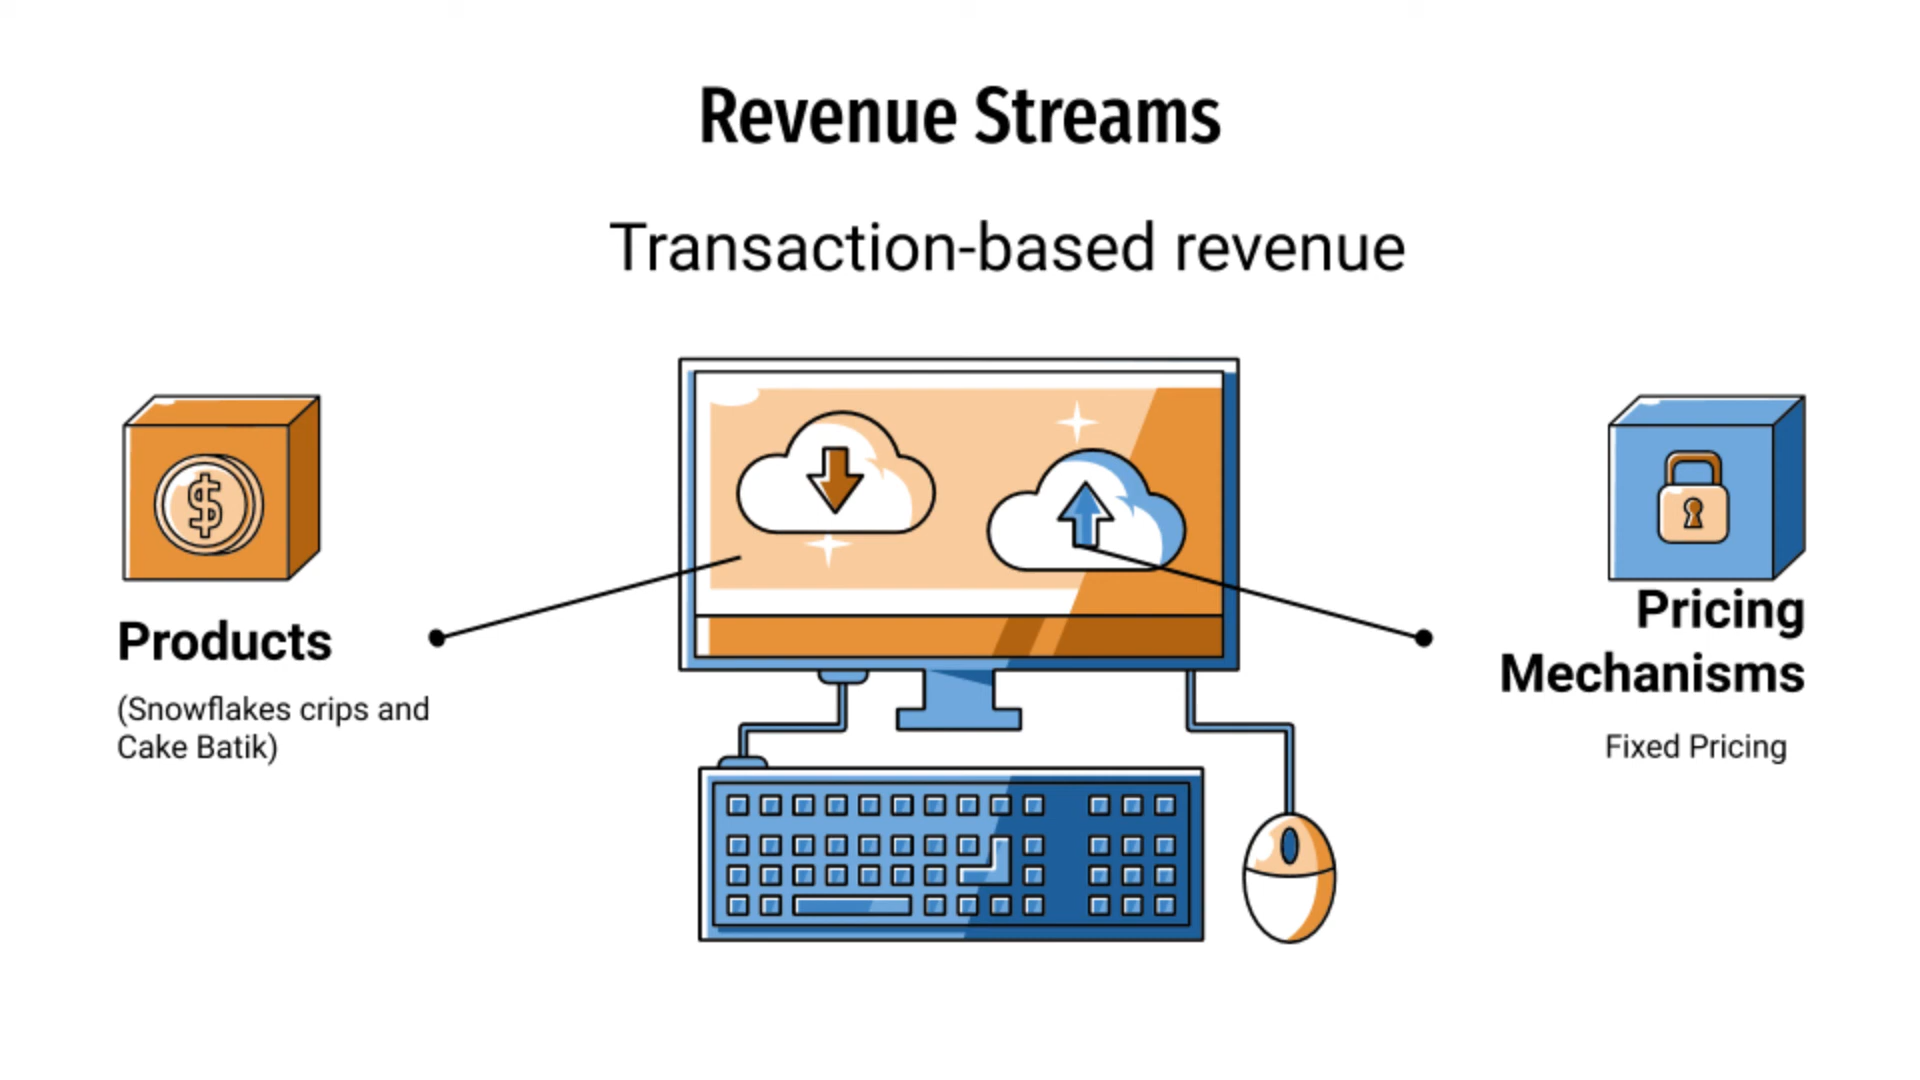 Revenue Streams
Transaction-based revenue
Products
(Snowflakes crips and
Cake Batik)
Pricing
Mechanisms
Fixed Pricing